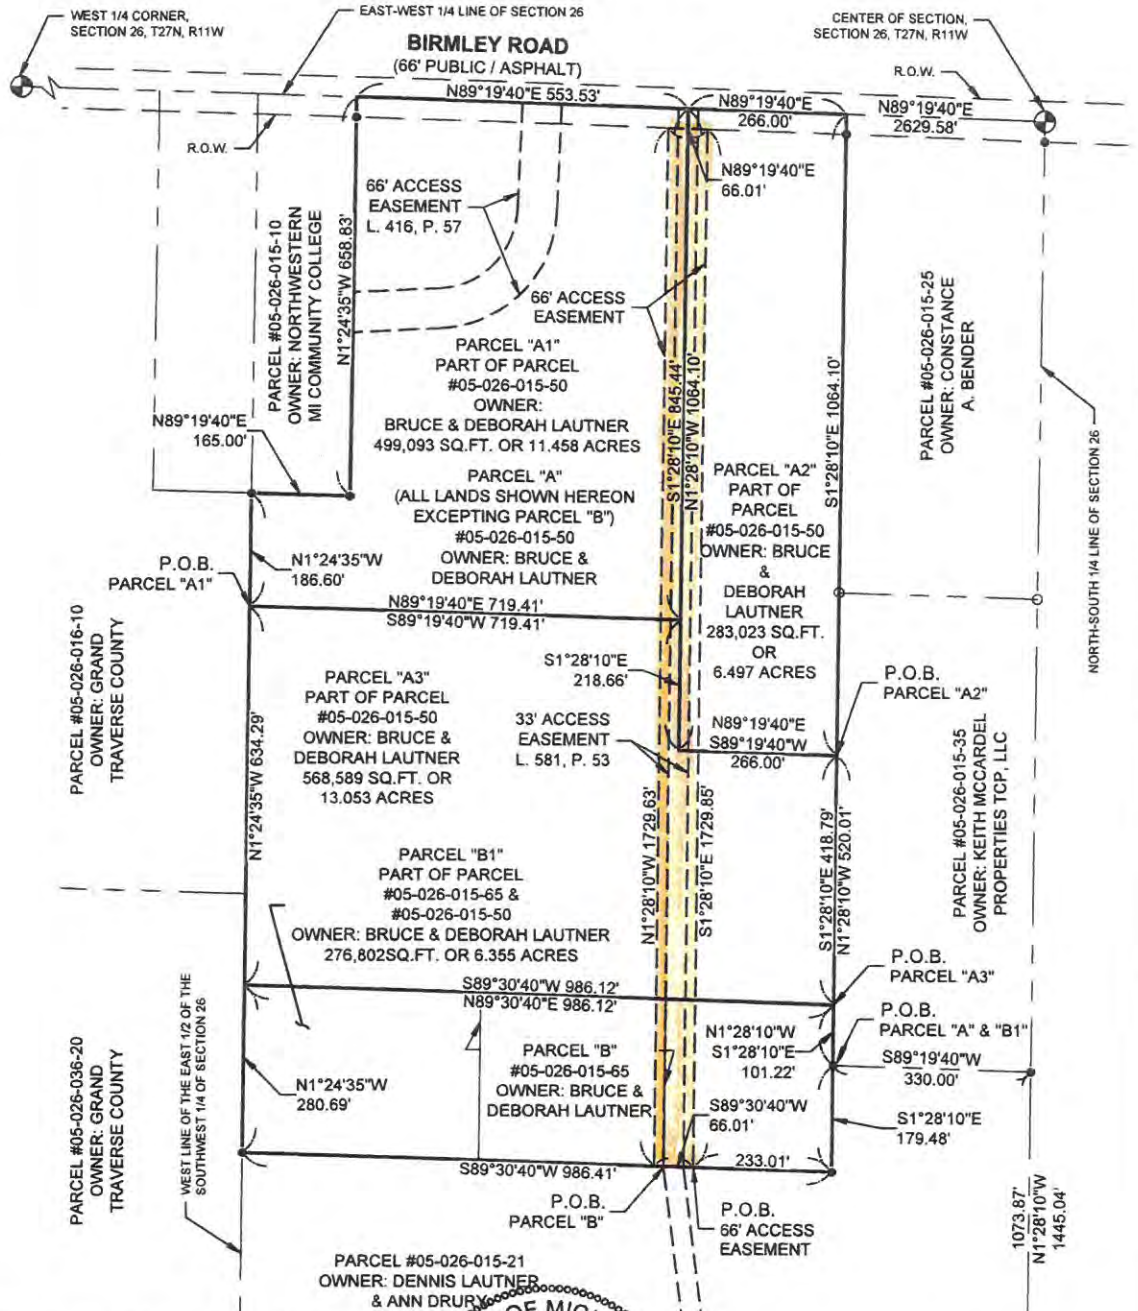 WEST 1/4 CORNER,
SECTION 26, T27N, R11W
EAST-WEST 1/4 LINE OF SECTION 26
CENTER OF SECTION,
SECTION 26, T27N, R11W
BIRMLEY ROAD
(66' PUBLIC / ASPHALT)
R.O.W.
N89°19'40"E 553.53'
N89°19'40"E
266.00'
N89°19'40"E
2629.58'
R.O.W.
N89°19'40"E
66.01'
66' ACCESS
EASEMENT
L. 416, P. 57
PARCEL #05-026-015-10
OWNER: NORTHWESTERN
MI COMMUNITY COLLEGE
N1°24'35"W 658.83'
66' ACCESS
EASEMENT
PARCEL #05-026-015-25
OWNER: CONSTANCE
A. BENDER
PARCEL "A1"
PART OF PARCEL
#05-026-015-50
OWNER:
BRUCE & DEBORAH LAUTNER
499,093 SQ.FT. OR 11.458 ACRES
S1°28'10"E 845.44'
N1°28'10"W 1064.10'
S1°28'10"E 1064.10'
N89°19'40"E
165.00'
PARCEL "A"
(ALL LANDS SHOWN HEREON
EXCEPTING PARCEL "B")
#05-026-015-50
OWNER: BRUCE &
DEBORAH LAUTNER
PARCEL "A2"
PART OF
PARCEL
#05-026-015-50
OWNER: BRUCE
&
DEBORAH
LAUTNER
283,023 SQ.FT.
OR
6.497 ACRES
NORTH-SOUTH 1/4 LINE OF SECTION 26
P.O.B.
PARCEL "A1"
N1°24'35"W
186.60'
N89°19'40"E 719.41'
S89°19'40"W 719.41'
PARCEL #05-026-016-10
OWNER: GRAND
TRAVERSE COUNTY
S1°28'10"E
218.66'
P.O.B.
PARCEL "A2"
PARCEL "A3"
PART OF PARCEL
#05-026-015-50
OWNER: BRUCE &
DEBORAH LAUTNER
568,589 SQ.FT. OR
13.053 ACRES
33' ACCESS
EASEMENT
L. 581, P. 53
N89°19'40"E
S89°19'40"W
266.00'
N1°24'35"W 634.29'
N1°28'10"W 1729.63'
S1°28'10"E 1729.85'
S1°28'10"E 418.79'
N1°28'10"W 520.01'
PARCEL #05-026-015-35
OWNER: KEITH MCCARDEL
PROPERTIES TCP, LLC
PARCEL "B1"
PART OF PARCEL
#05-026-015-65 &
#05-026-015-50
OWNER: BRUCE & DEBORAH LAUTNER
276,802SQ.FT. OR 6.355 ACRES
P.O.B.
PARCEL "A3"
S89°30'40"W 986.12'
N89°30'40"E 986.12'
P.O.B.
PARCEL "A" & "B1"
N1°28'10"W
S1°28'10"E
101.22'
S89°19'40"W
330.00'
PARCEL #05-026-036-20
OWNER: GRAND
TRAVERSE COUNTY
WEST LINE OF THE EAST 1/2 OF THE
SOUTHWEST 1/4 OF SECTION 26
N1°24'35"W
280.69'
PARCEL "B"
#05-026-015-65
OWNER: BRUCE &
DEBORAH LAUTNER
S89°30'40"W
66.01'
S1°28'10"E
179.48'
S89°30'40"W 986.41'
233.01'
P.O.B.
PARCEL "B"
P.O.B.
66' ACCESS
EASEMENT
1073.87'
N1°28'10"W
1445.04'
PARCEL #05-026-015-21
OWNER: DENNIS LAUTNER
& ANN DRURY
OF MIC